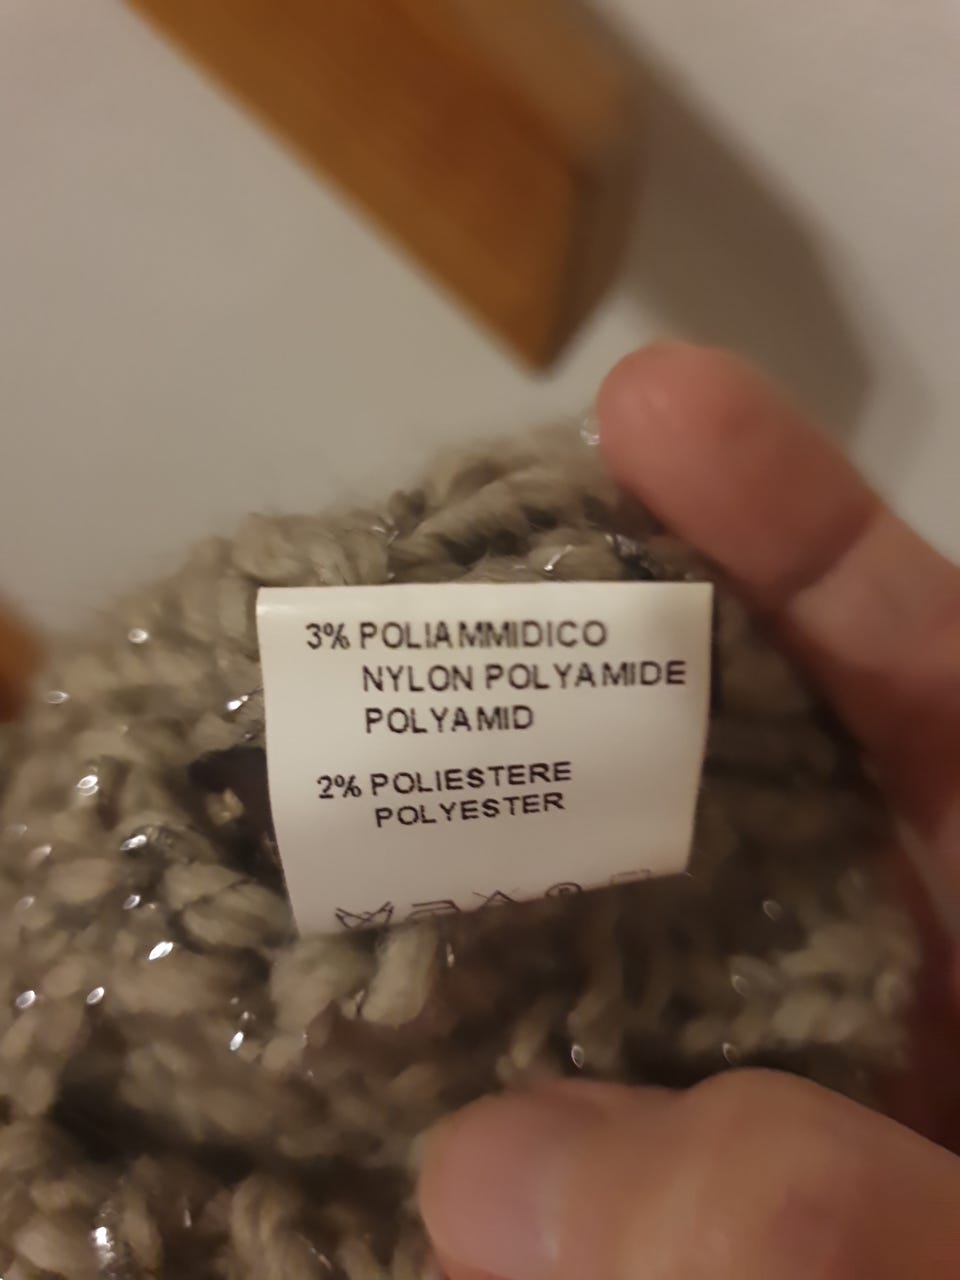 3% POLIAMMIDICO
NYLON POLYAMIDE
POLYAMID
2% POLIESTERE
POLYESTER